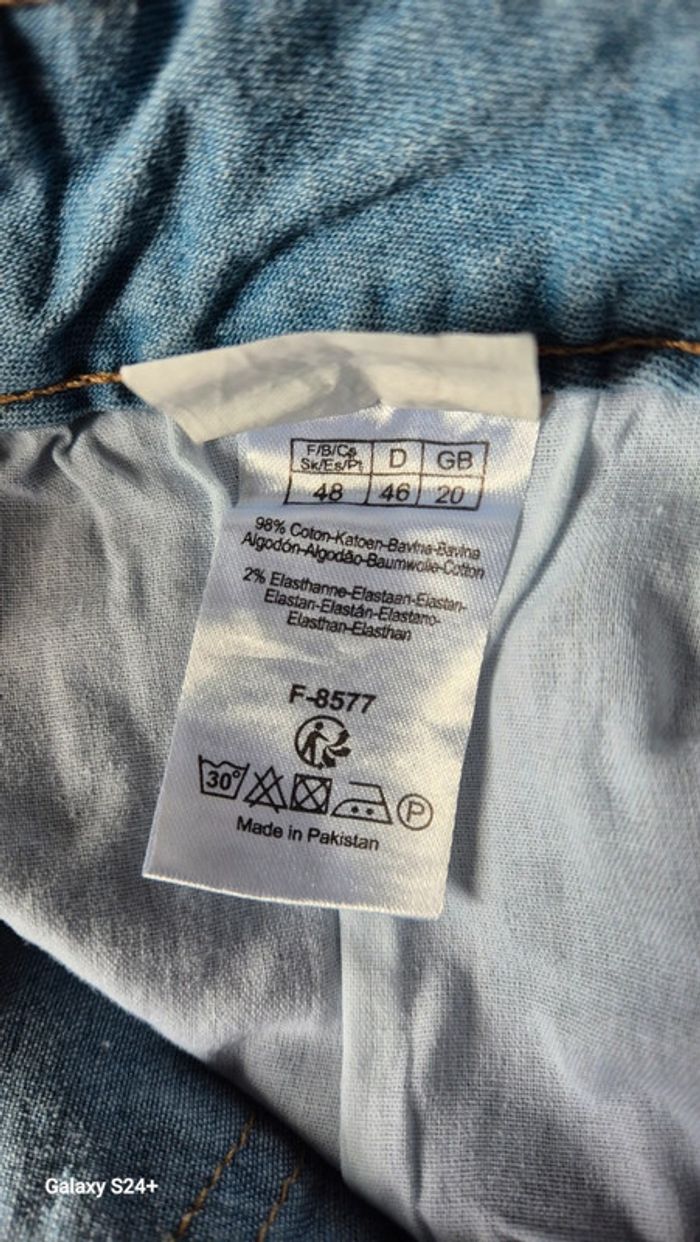 F/B/Cs D GB
Sk/Es/Pt
48 46 20
98% Coton-Katoen-Bavlna-Bavlna
Algodón-Algodão-Baumwolle-Cotton
2% Elasthanne-Elastaan-Elastan-
Elastan-Elastán-Elastano-
Elasthan-Elasthan
F-8577
30°
P
Made in Pakistan
Galaxy S24+